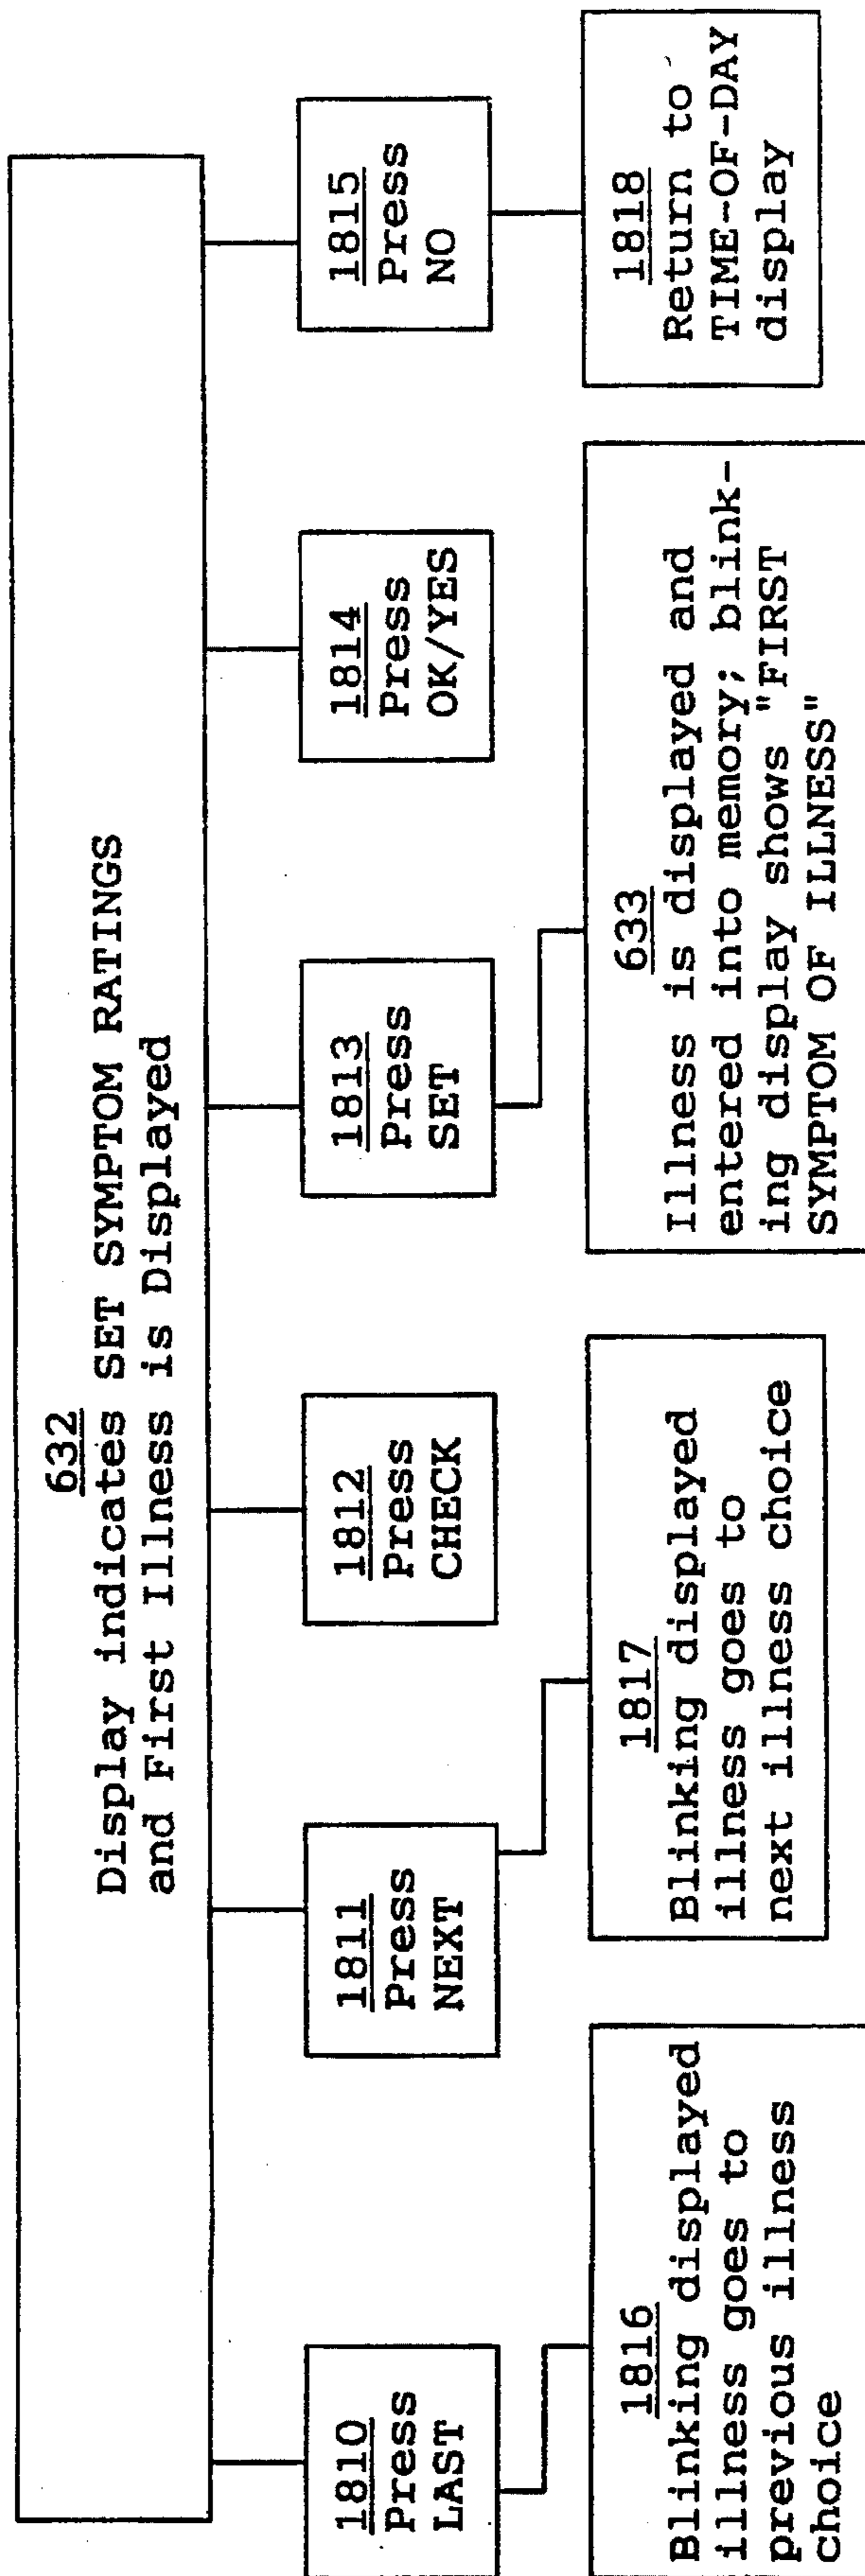 632
Display indicates SET SYMPTOM RATINGS
and First Illness is Displayed
1810
Press
LAST
1811
Press
NEXT
1812
Press
CHECK
1813
Press
SET
1814
Press
OK/YES
1815
Press
NO
1816
Blinking displayed
illness goes to
previous illness
choice
1817
Blinking displayed
illness goes to
next illness choice
633
Illness is displayed and
entered into memory; blink-
ing display shows "FIRST
SYMPTOM OF ILLNESS"
1818
Return to
TIME-OF-DAY
display